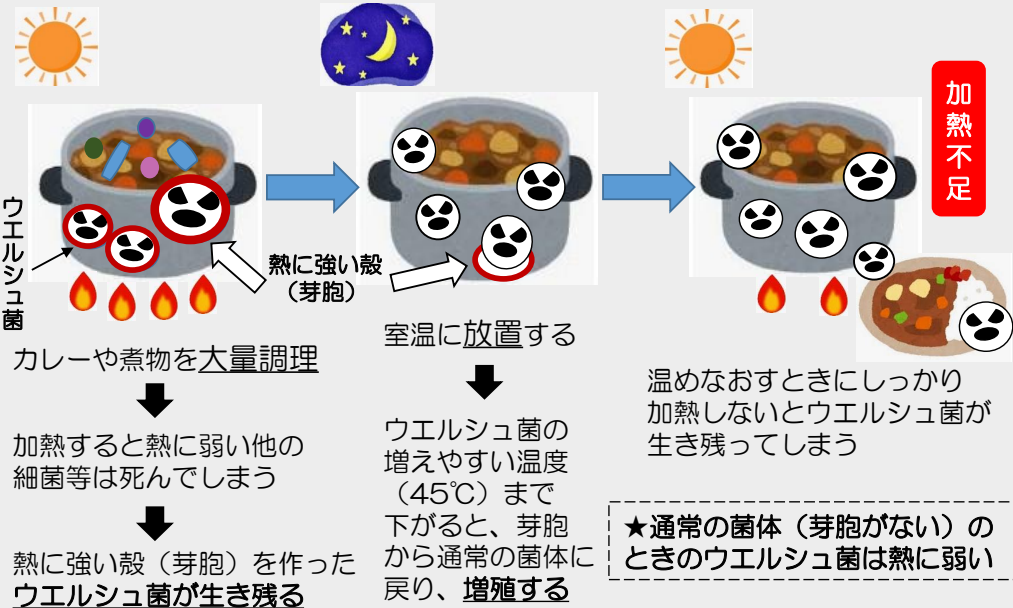 加熱不足
ウエルシュ菌
熱に強い殻
（芽胞）
カレーや煮物を大量調理
加熱すると熱に弱い他の
細菌等は死んでしまう
熱に強い殻（芽胞）を作った
ウエルシュ菌が生き残る
室温に放置する
ウエルシュ菌の
増えやすい温度
（45℃）まで
下がると、芽胞
から通常の菌体に
戻り、増殖する
温めなおすときにしっかり
加熱しないとウエルシュ菌が
生き残ってしまう
★通常の菌体（芽胞がない）の
ときのウエルシュ菌は熱に弱い